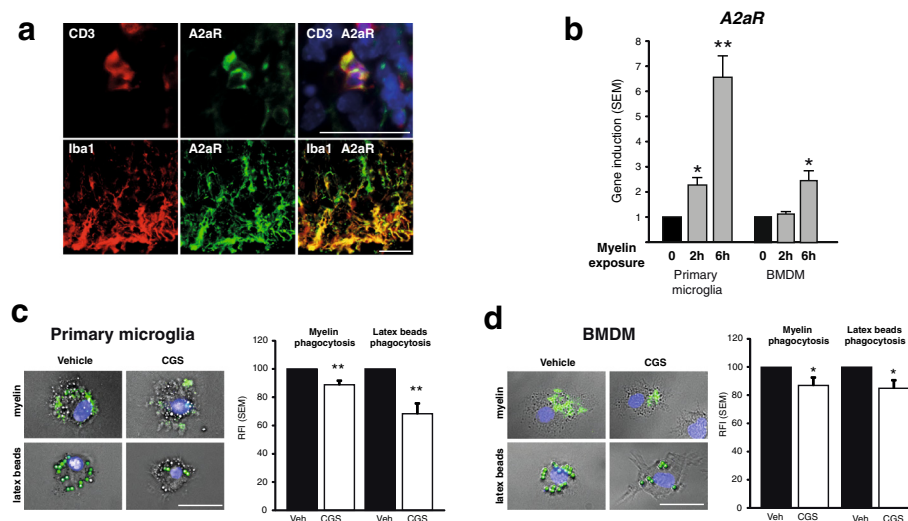 a
CD3
A2aR
CD3 A2aR
Iba1
A2aR
Iba1 A2aR
b
A2aR
Gene induction (SEM)
8
7
6
5
4
3
2
1
*
**
*
Myelin exposure
0 2h 6h
0 2h 6h
Primary microglia
BMDM
c
Primary microglia
Vehicle
CGS
myelin
latex beads
Myelin phagocytosis
Latex beads phagocytosis
RFI (SEM)
120
100
80
60
40
20
0
**
**
Veh CGS
Veh CGS
d
BMDM
Vehicle
CGS
myelin
latex beads
Myelin phagocytosis
Latex beads phagocytosis
RFI (SEM)
120
100
80
60
40
20
0
*
*
Veh CGS
Veh CGS